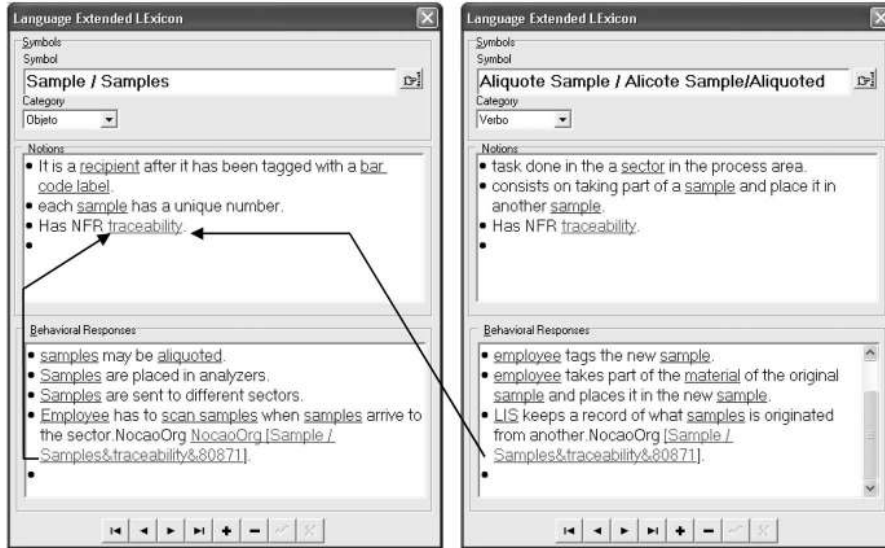 Language Extended LExicon
Symbols
Symbol
Sample / Samples
Category
Objeto
Notions
It is a recipient after it has been tagged with a bar
code label.
each sample has a unique number.
Has NFR traceability.
Behavioral Responses
samples may be aliquoted.
Samples are placed in analyzers.
Samples are sent to different sectors.
Employee has to scan samples when samples arrive to
the sector.NocaoOrg NocaoOrg [Sample /
Samples&traceability&80871].
Language Extended LExicon
Symbols
Symbol
Aliquote Sample / Alicote Sample/Aliquoted
Category
Verbo
Notions
task done in the a sector in the process area.
consists on taking part of a sample and place it in
another sample.
Has NFR traceability.
Behavioral Responses
employee tags the new sample.
employee takes part of the material of the original
sample and places it in the new sample.
LIS keeps a record of what samples is originated
from another.NocaoOrg [Sample /
Samples&traceability&80871].